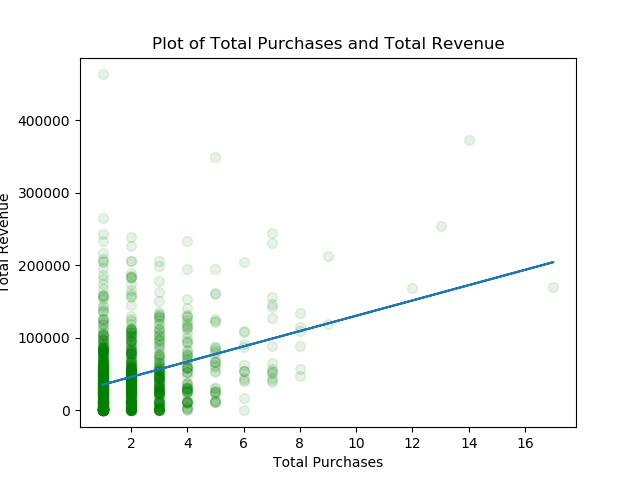 Plot of Total Purchases and Total Revenue
Total Revenue
400000
300000
200000
100000
0
2 4 6 8 10 12 14 16
Total Purchases